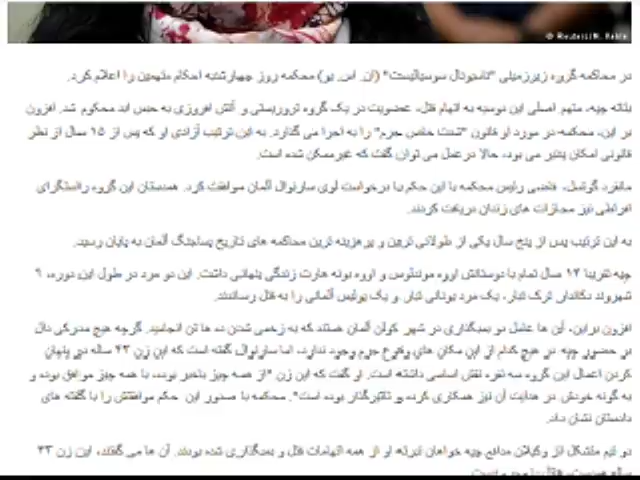 © Reuters/M. Rehle
در محاکمه گروه زیرزمینی "ناسیونال سوسیالیست" (ان. اس. یو) محکمه روز چهارشنبه احکام متهمین را اعلام کرد.
بئاته چپه، متهم اصلی این دوسیه به اتهام قتل، عضویت در یک گروه تروریستی و آتش افروزی به حبس ابد محکوم شد. افزون
بر این، محکمه در مورد او قانون "شدت خاص جرم" را به اجرا می گذارد. به این ترتیب آزادی او که پس از ۱۵ سال از نظر
قانونی امکان پذیر می بود، حالا در عمل می توان گفت که غیرممکن شده است.
مانفرد گوتسل، قاضی رئیس محکمه با این حکم با درخواست لوی سارنوال آلمان موافقت کرد. همدستان این گروه راستگرای
افراطی نیز مجازات های زندان دریافت کردند.
به این ترتیب پس از پنج سال یکی از طولانی ترین و پر هزینه ترین محاکمه های تاریخ پساجنگ آلمان به پایان رسید.
چپه تقریبا ۱۴ سال تمام با دوستانش اووه موندلوس و اووه بونه هارت زندگی پنهانی داشت. این دو مرد در طول این دوره، ۹
شهروند دکاندار ترک تبار، یک مرد یونانی تبار و یک پولیس آلمانی را به قتل رساندند.
افزون براین، آن ها عامل دو بمبگذاری در شهر کولن آلمان هستند که به زخمی شدن ده ها تن انجامید. گرچه هیچ مدرکی دال
بر حضور چپه در هیچ کدام از این مکان های وقوع جرم وجود ندارد، اما سارنوال گفته است که این زن ۴۳ ساله در پنهان
کردن اعمال این گروه سه نفره نقش اساسی داشته است. او گفت که این زن "از همه چیز باخبر بوده، با همه چیز موافق بوده و
به گونه خودش در هدایت آن نیز همکاری کرده و تاثیرگذار بوده است". محکمه با صدور این حکم موافقتش را با گفته های
دادستان نشان داد.
دو تیم متشکل از وکیلان مدافع چپه خواهان تبرئه او از همه اتهامات قتل و بمبگذاری شده بودند. آن ها می گفتند، این زن ۴۳